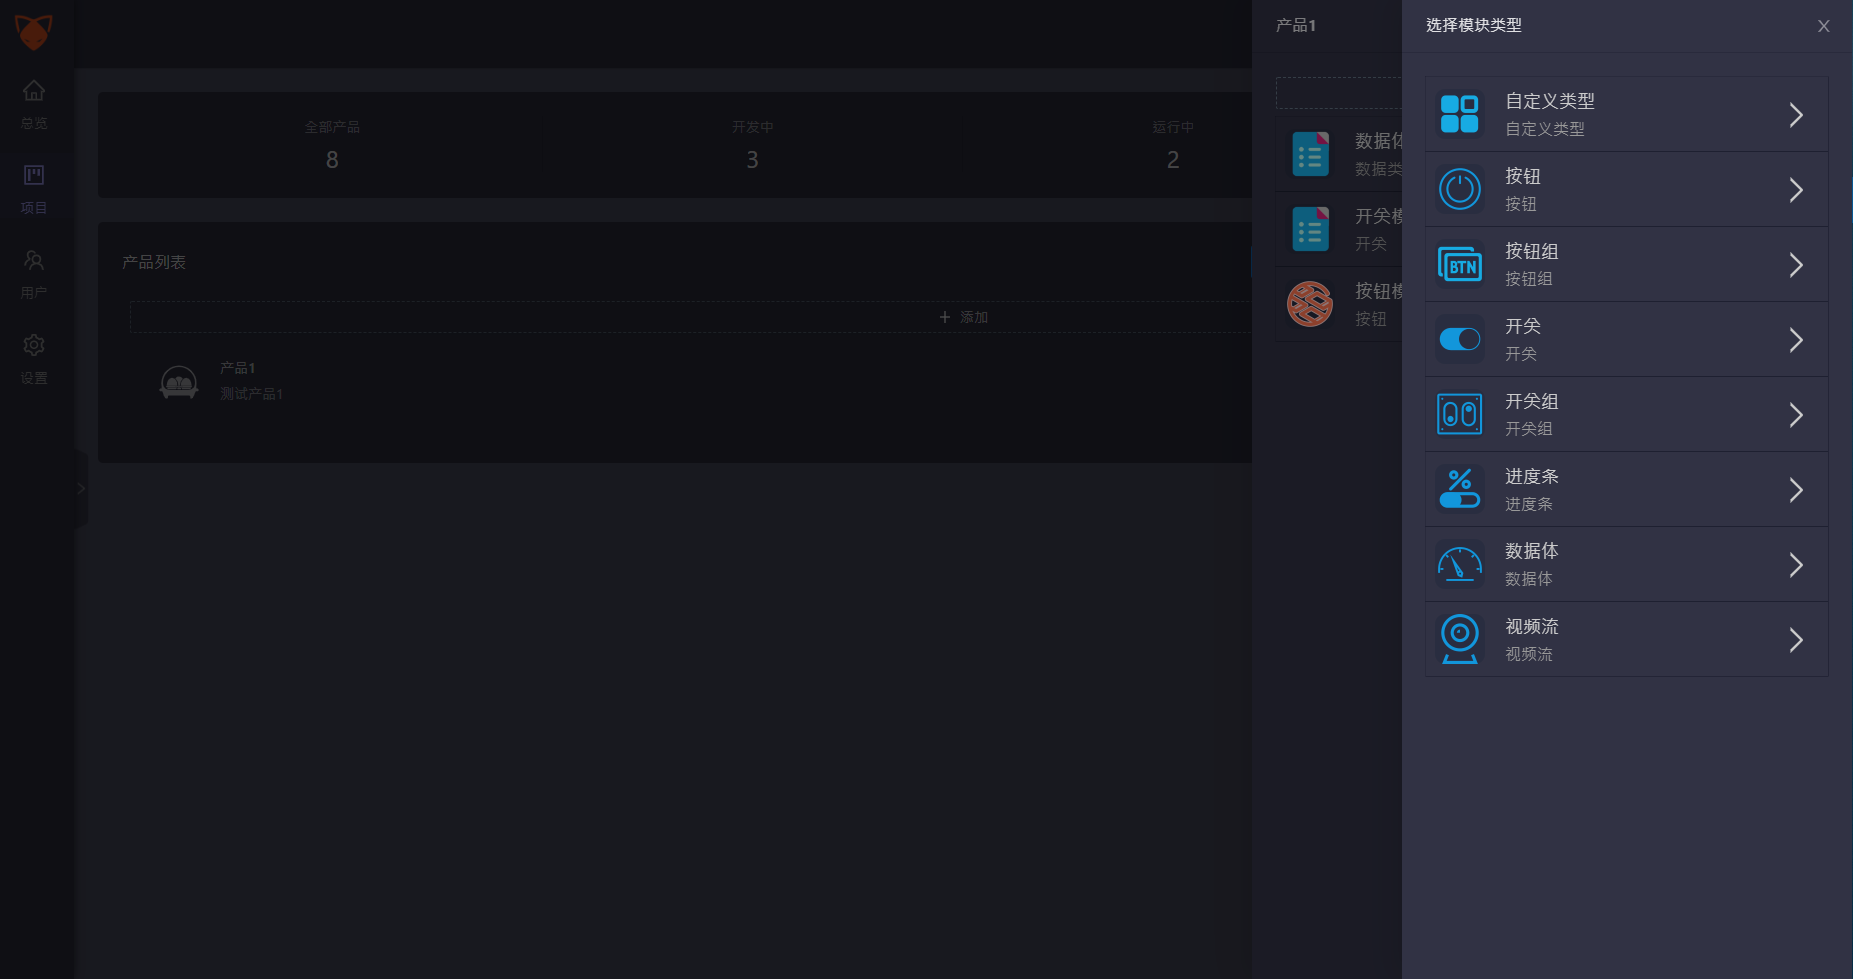 总览
项目
用户
设置
全部产品
8
开发中
3
运行中
2
产品列表
添加
产品1
测试产品1
产品1
数据体
数据类
开关模
开关
按钮模
按钮
选择模块类型
自定义类型
自定义类型
按钮
按钮
BTN
按钮组
按钮组
开关
开关
开关组
开关组
进度条
进度条
数据体
数据体
视频流
视频流